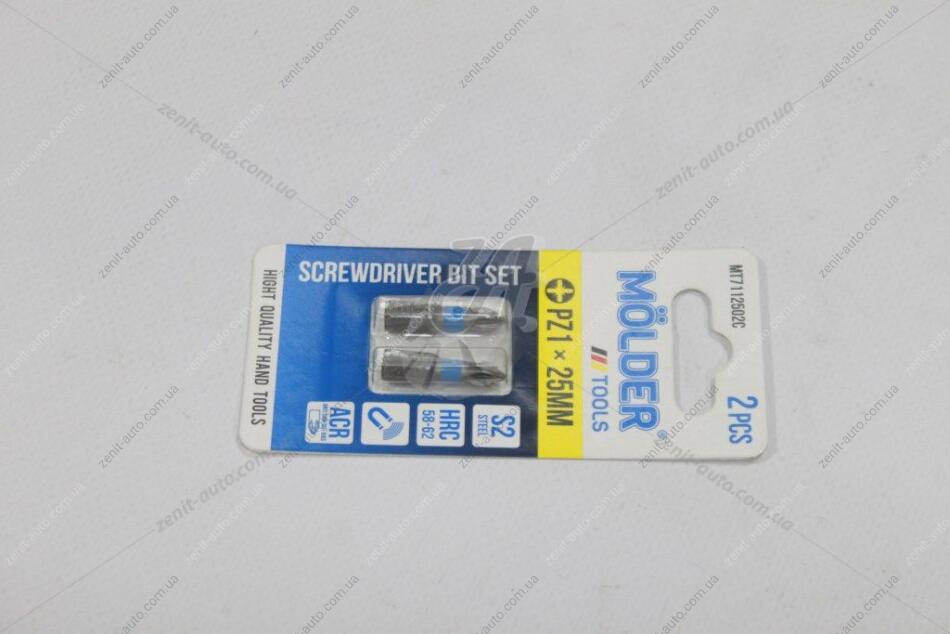 MT7112502C
2 PCS
MÖLDER®
TOOLS
PZ1 × 25MM
SCREWDRIVER BIT SET
S2
STEEL
HRC
58-62
ACR
HIGHT QUALITY HAND TOOLS
zenit-auto.com.ua